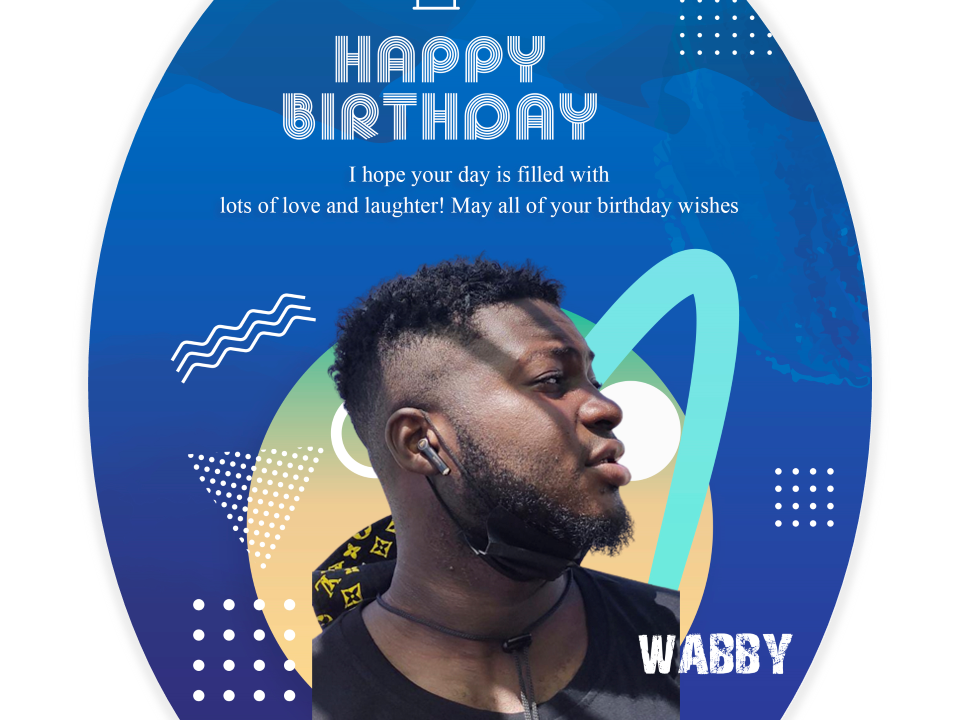 HAPPY
BIRTHDAY
I hope your day is filled with
lots of love and laughter! May all of your birthday wishes
WABBY